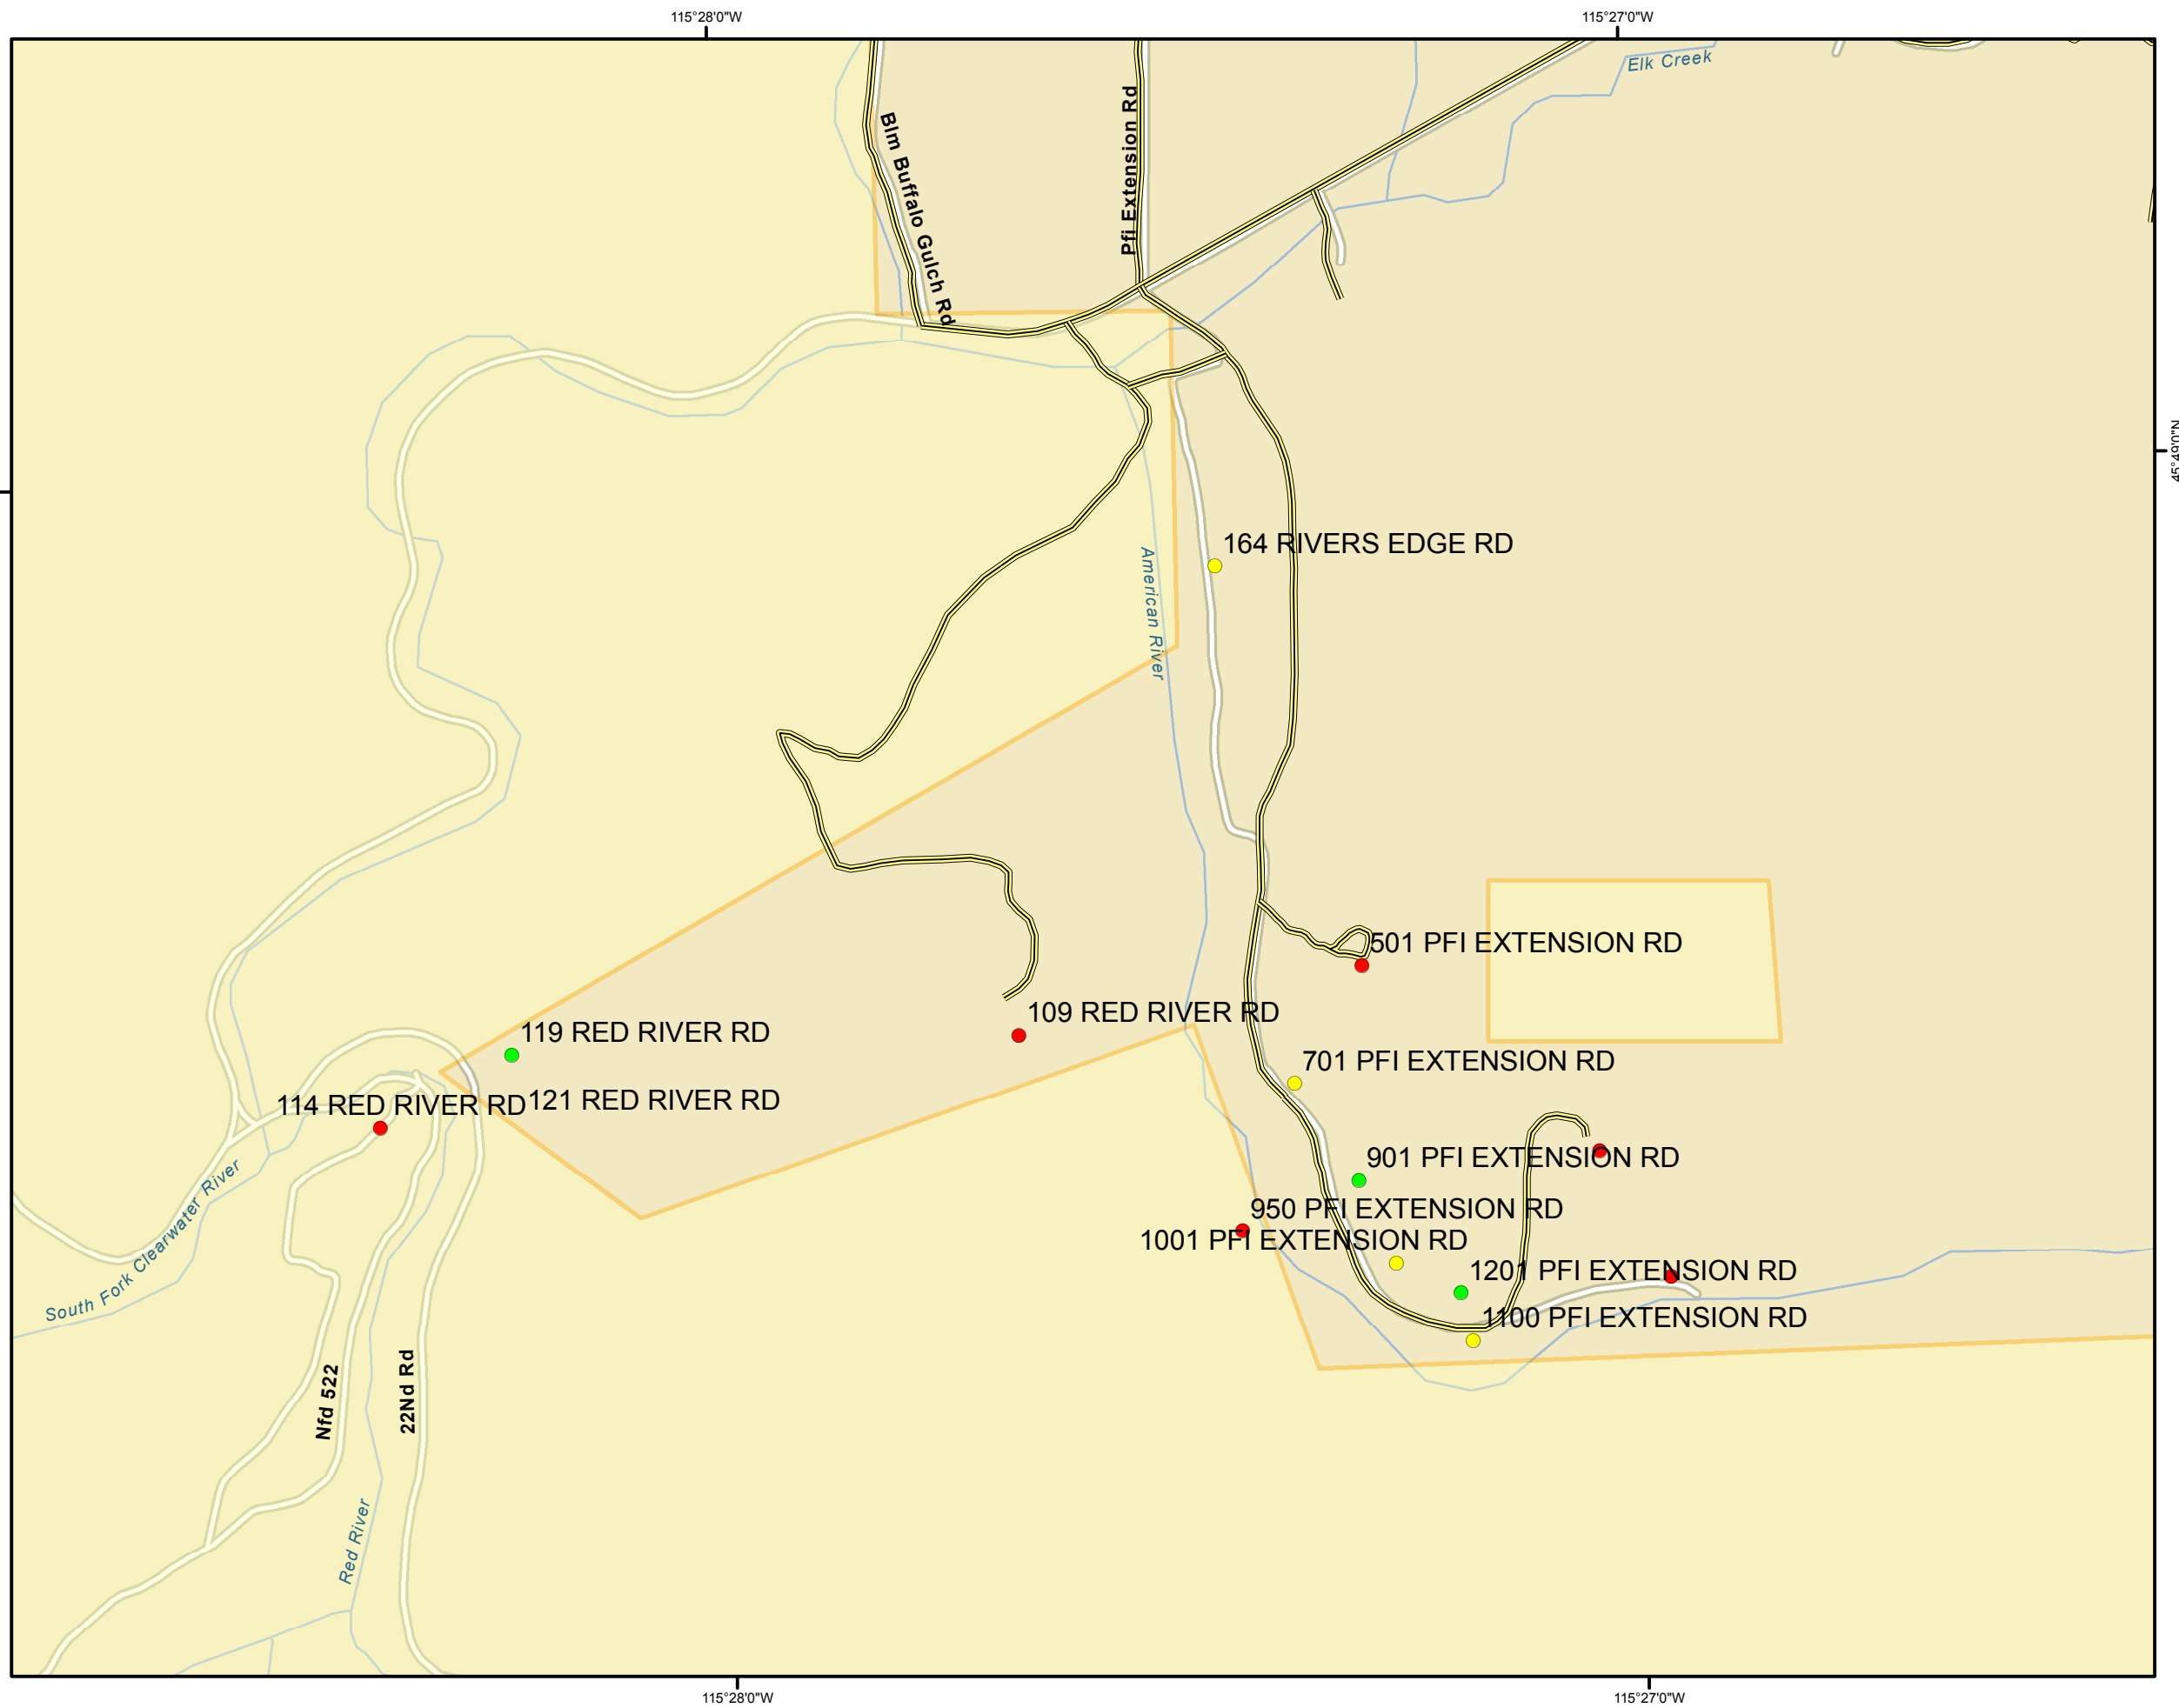 115°28'0"W
115°27'0"W
Elk Creek
Blm Buffalo Gulch Rd
Pfi Extension Rd
45°49'0"N
164 RIVERS EDGE RD
American River
501 PFI EXTENSION RD
109 RED RIVER RD
119 RED RIVER RD
701 PFI EXTENSION RD
114 RED RIVER RD
121 RED RIVER RD
901 PFI EXTENSION RD
950 PFI EXTENSION RD
1001 PFI EXTENSION RD
South Fork Clearwater River
1201 PFI EXTENSION RD
1100 PFI EXTENSION RD
Nfd 522
22Nd Rd
Red River
115°28'0"W
115°27'0"W